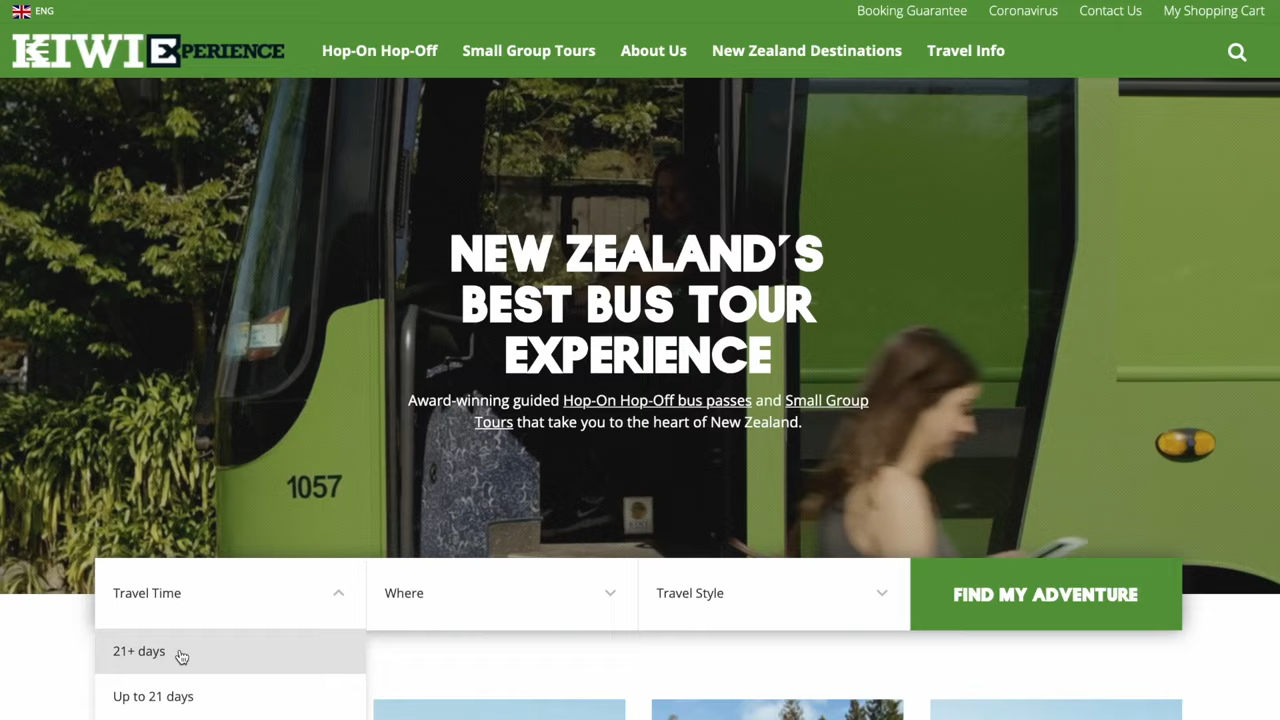 ENG
Booking Guarantee Coronavirus Contact Us My Shopping Cart
KIWI EXPERIENCE
Hop-On Hop-Off Small Group Tours About Us New Zealand Destinations Travel Info
NEW ZEALAND'S
BEST BUS TOUR
EXPERIENCE
Award-winning guided Hop-On Hop-Off bus passes and Small Group
Tours that take you to the heart of New Zealand.
1057
Travel Time
Where
Travel Style
FIND MY ADVENTURE
21+ days
Up to 21 days